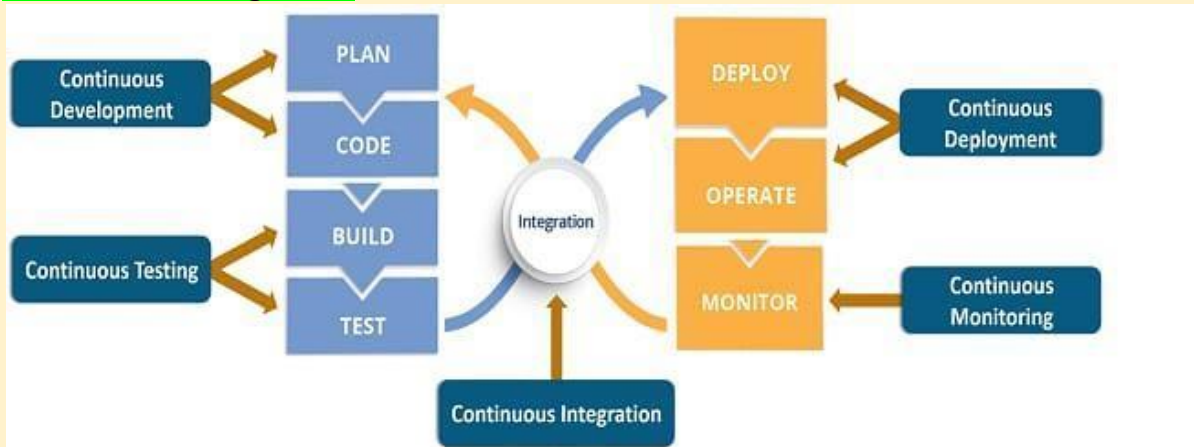 Continuous
Development
Continuous Testing
PLAN
CODE
BUILD
TEST
Integration
Continuous Integration
DEPLOY
OPERATE
MONITOR
Continuous
Deployment
Continuous
Monitoring